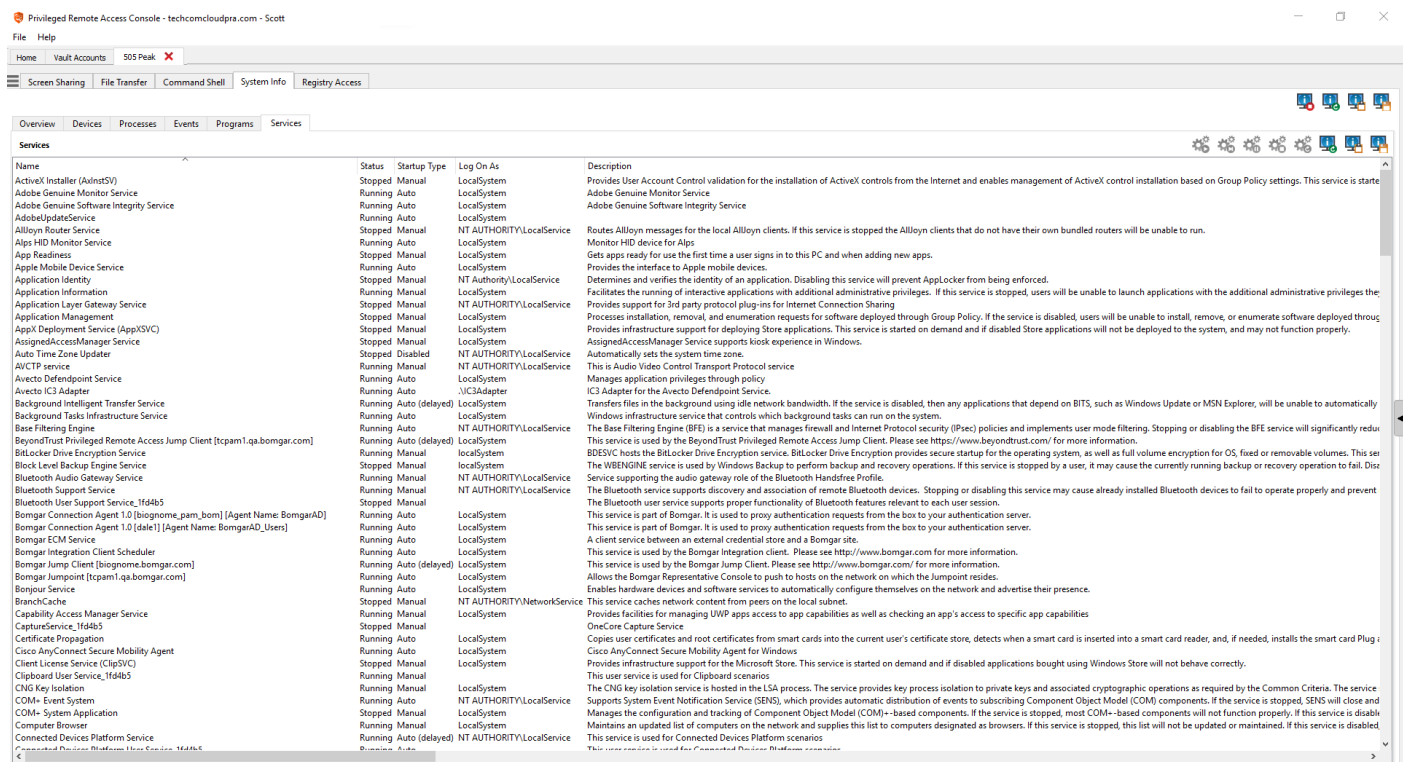 Privileged Remote Access Console - techcomcloudpra.com - Scott
File Help
Home Vault Accounts 505 Peak
Screen Sharing File Transfer Command Shell System Info Registry Access
Overview Devices Processes Events Programs Services
Services
Name Status Startup Type Log On As Description
ActiveX Installer (AxInstSV) Stopped Manual LocalSystem Provides User Account Control validation for the installation of ActiveX controls from the Internet and enables management of ActiveX control installation based on Group Policy settings. This service is starte
Adobe Genuine Monitor Service Running Auto LocalSystem Adobe Genuine Monitor Service
Adobe Genuine Software Integrity Service Running Auto LocalSystem Adobe Genuine Software Integrity Service
AdobeUpdateService Running Auto LocalSystem
AllJoyn Router Service Stopped Manual NT AUTHORITY\LocalService Routes AllJoyn messages for the local AllJoyn clients. If this service is stopped the AllJoyn clients that do not have their own bundled routers will be unable to run.
Alps HID Monitor Service Running Auto LocalSystem Monitor HID device for Alps
App Readiness Stopped Manual LocalSystem Gets apps ready for use the first time a user signs in to this PC and when adding new apps.
Apple Mobile Device Service Running Auto LocalSystem Provides the interface to Apple mobile devices.
Application Identity Stopped Manual NT Authority\LocalService Determines and verifies the identity of an application. Disabling this service will prevent AppLocker from being enforced.
Application Information Running Manual LocalSystem Facilitates the running of interactive applications with additional administrative privileges. If this service is stopped, users will be unable to launch applications with the additional administrative privileges the
Application Layer Gateway Service Stopped Manual NT AUTHORITY\LocalService Provides support for 3rd party protocol plug-ins for Internet Connection Sharing
Application Management Stopped Manual LocalSystem Processes installation, removal, and enumeration requests for software deployed through Group Policy. If the service is disabled, users will be unable to install, remove, or enumerate software deployed throug
AppX Deployment Service (AppXSVC) Stopped Manual LocalSystem Provides infrastructure support for deploying Store applications. This service is started on demand and if disabled Store applications will not be deployed to the system, and may not function properly.
AssignedAccessManager Service Stopped Manual LocalSystem AssignedAccessManager Service supports kiosk experience in Windows.
Auto Time Zone Updater Stopped Disabled NT AUTHORITY\LocalService Automatically sets the system time zone.
AVCTP service Running Manual NT AUTHORITY\LocalService This is Audio Video Control Transport Protocol service
Avecto Defendpoint Service Running Auto LocalSystem Manages application privileges through policy
Avecto IC3 Adapter Running Auto .\IC3Adapter IC3 Adapter for the Avecto Defendpoint Service.
Background Intelligent Transfer Service Running Auto (delayed) LocalSystem Transfers files in the background using idle network bandwidth. If the service is disabled, then any applications that depend on BITS, such as Windows Update or MSN Explorer, will be unable to automatically
Background Tasks Infrastructure Service Running Auto LocalSystem Windows infrastructure service that controls which background tasks can run on the system.
Base Filtering Engine Running Auto NT AUTHORITY\LocalService The Base Filtering Engine (BFE) is a service that manages firewall and Internet Protocol security (IPsec) policies and implements user mode filtering. Stopping or disabling the BFE service will significantly reduc
BeyondTrust Privileged Remote Access Jump Client [tcpam1.qa.bomgar.com] Running Auto (delayed) LocalSystem This service is used by the BeyondTrust Privileged Remote Access Jump Client. Please see https://www.beyondtrust.com/ for more information.
BitLocker Drive Encryption Service Running Manual localSystem BDESVC hosts the BitLocker Drive Encryption service. BitLocker Drive Encryption provides secure startup for the operating system, as well as full volume encryption for OS, fixed or removable volumes. This ser
Block Level Backup Engine Service Stopped Manual localSystem The WBENGINE service is used by Windows Backup to perform backup and recovery operations. If this service is stopped by a user, it may cause the currently running backup or recovery operation to fail. Disa
Bluetooth Audio Gateway Service Running Manual NT AUTHORITY\LocalService Service supporting the audio gateway role of the Bluetooth Handsfree Profile.
Bluetooth Support Service Running Manual NT AUTHORITY\LocalService The Bluetooth service supports discovery and association of remote Bluetooth devices. Stopping or disabling this service may cause already installed Bluetooth devices to fail to operate properly and prevent
Bluetooth User Support Service_1fd4b5 Stopped Manual The Bluetooth user service supports proper functionality of Bluetooth features relevant to each user session.
Bomgar Connection Agent 1.0 [biognome_pam_bom] [Agent Name: BomgarAD] Running Auto LocalSystem This service is part of Bomgar. It is used to proxy authentication requests from the box to your authentication server.
Bomgar Connection Agent 1.0 [dale1] [Agent Name: BomgarAD_Users] Running Auto LocalSystem This service is part of Bomgar. It is used to proxy authentication requests from the box to your authentication server.
Bomgar ECM Service Running Auto LocalSystem A client service between an external credential store and a Bomgar site.
Bomgar Integration Client Scheduler Running Auto LocalSystem This service is used by the Bomgar Integration client. Please see http://www.bomgar.com for more information.
Bomgar Jump Client [biognome.bomgar.com] Running Auto (delayed) LocalSystem This service is used by the Bomgar Jump Client. Please see http://www.bomgar.com/ for more information.
Bomgar Jumpoint [tcpam1.qa.bomgar.com] Running Auto LocalSystem Allows the Bomgar Representative Console to push to hosts on the network on which the Jumpoint resides.
Bonjour Service Running Auto LocalSystem Enables hardware devices and software services to automatically configure themselves on the network and advertise their presence.
BranchCache Stopped Manual NT AUTHORITY\NetworkService This service caches network content from peers on the local subnet.
Capability Access Manager Service Running Manual LocalSystem Provides facilities for managing UWP apps access to app capabilities as well as checking an app's access to specific app capabilities
CaptureService_1fd4b5 Stopped Manual OneCore Capture Service
Certificate Propagation Running Auto LocalSystem Copies user certificates and root certificates from smart cards into the current user's certificate store, detects when a smart card is inserted into a smart card reader, and, if needed, installs the smart card Plug a
Cisco AnyConnect Secure Mobility Agent Running Auto LocalSystem Cisco AnyConnect Secure Mobility Agent for Windows
Client License Service (ClipSVC) Stopped Manual LocalSystem Provides infrastructure support for the Microsoft Store. This service is started on demand and if disabled applications bought using Windows Store will not behave correctly.
Clipboard User Service_1fd4b5 Running Manual This user service is used for Clipboard scenarios
CNG Key Isolation Running Manual LocalSystem The CNG key isolation service is hosted in the LSA process. The service provides key process isolation to private keys and associated cryptographic operations as required by the Common Criteria. The service
COM+ Event System Running Auto NT AUTHORITY\LocalService Supports System Event Notification Service (SENS), which provides automatic distribution of events to subscribing Component Object Model (COM) components. If the service is stopped, SENS will close and
COM+ System Application Stopped Manual LocalSystem Manages the configuration and tracking of Component Object Model (COM)+-based components. If the service is stopped, most COM+-based components will not function properly. If this service is disable
Computer Browser Running Manual LocalSystem Maintains an updated list of computers on the network and supplies this list to computers designated as browsers. If this service is stopped, this list will not be updated or maintained. If this service is disabled,
Connected Devices Platform Service Running Auto (delayed) NT AUTHORITY\LocalService This service is used for Connected Devices Platform scenarios
Connected Devices Platform User Service_1fd4b5 Running Auto This user service is used for Connected Devices Platform scenarios